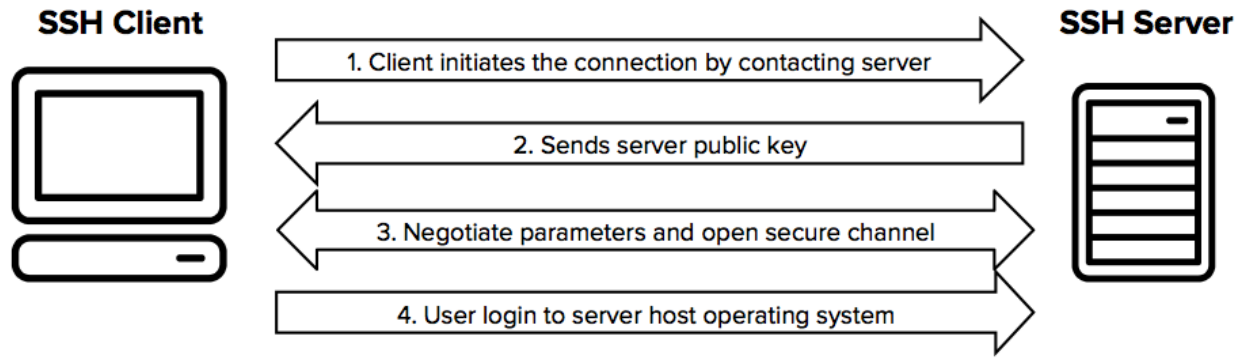 SSH Client
SSH Server
1. Client initiates the connection by contacting server
2. Sends server public key
3. Negotiate parameters and open secure channel
4. User login to server host operating system